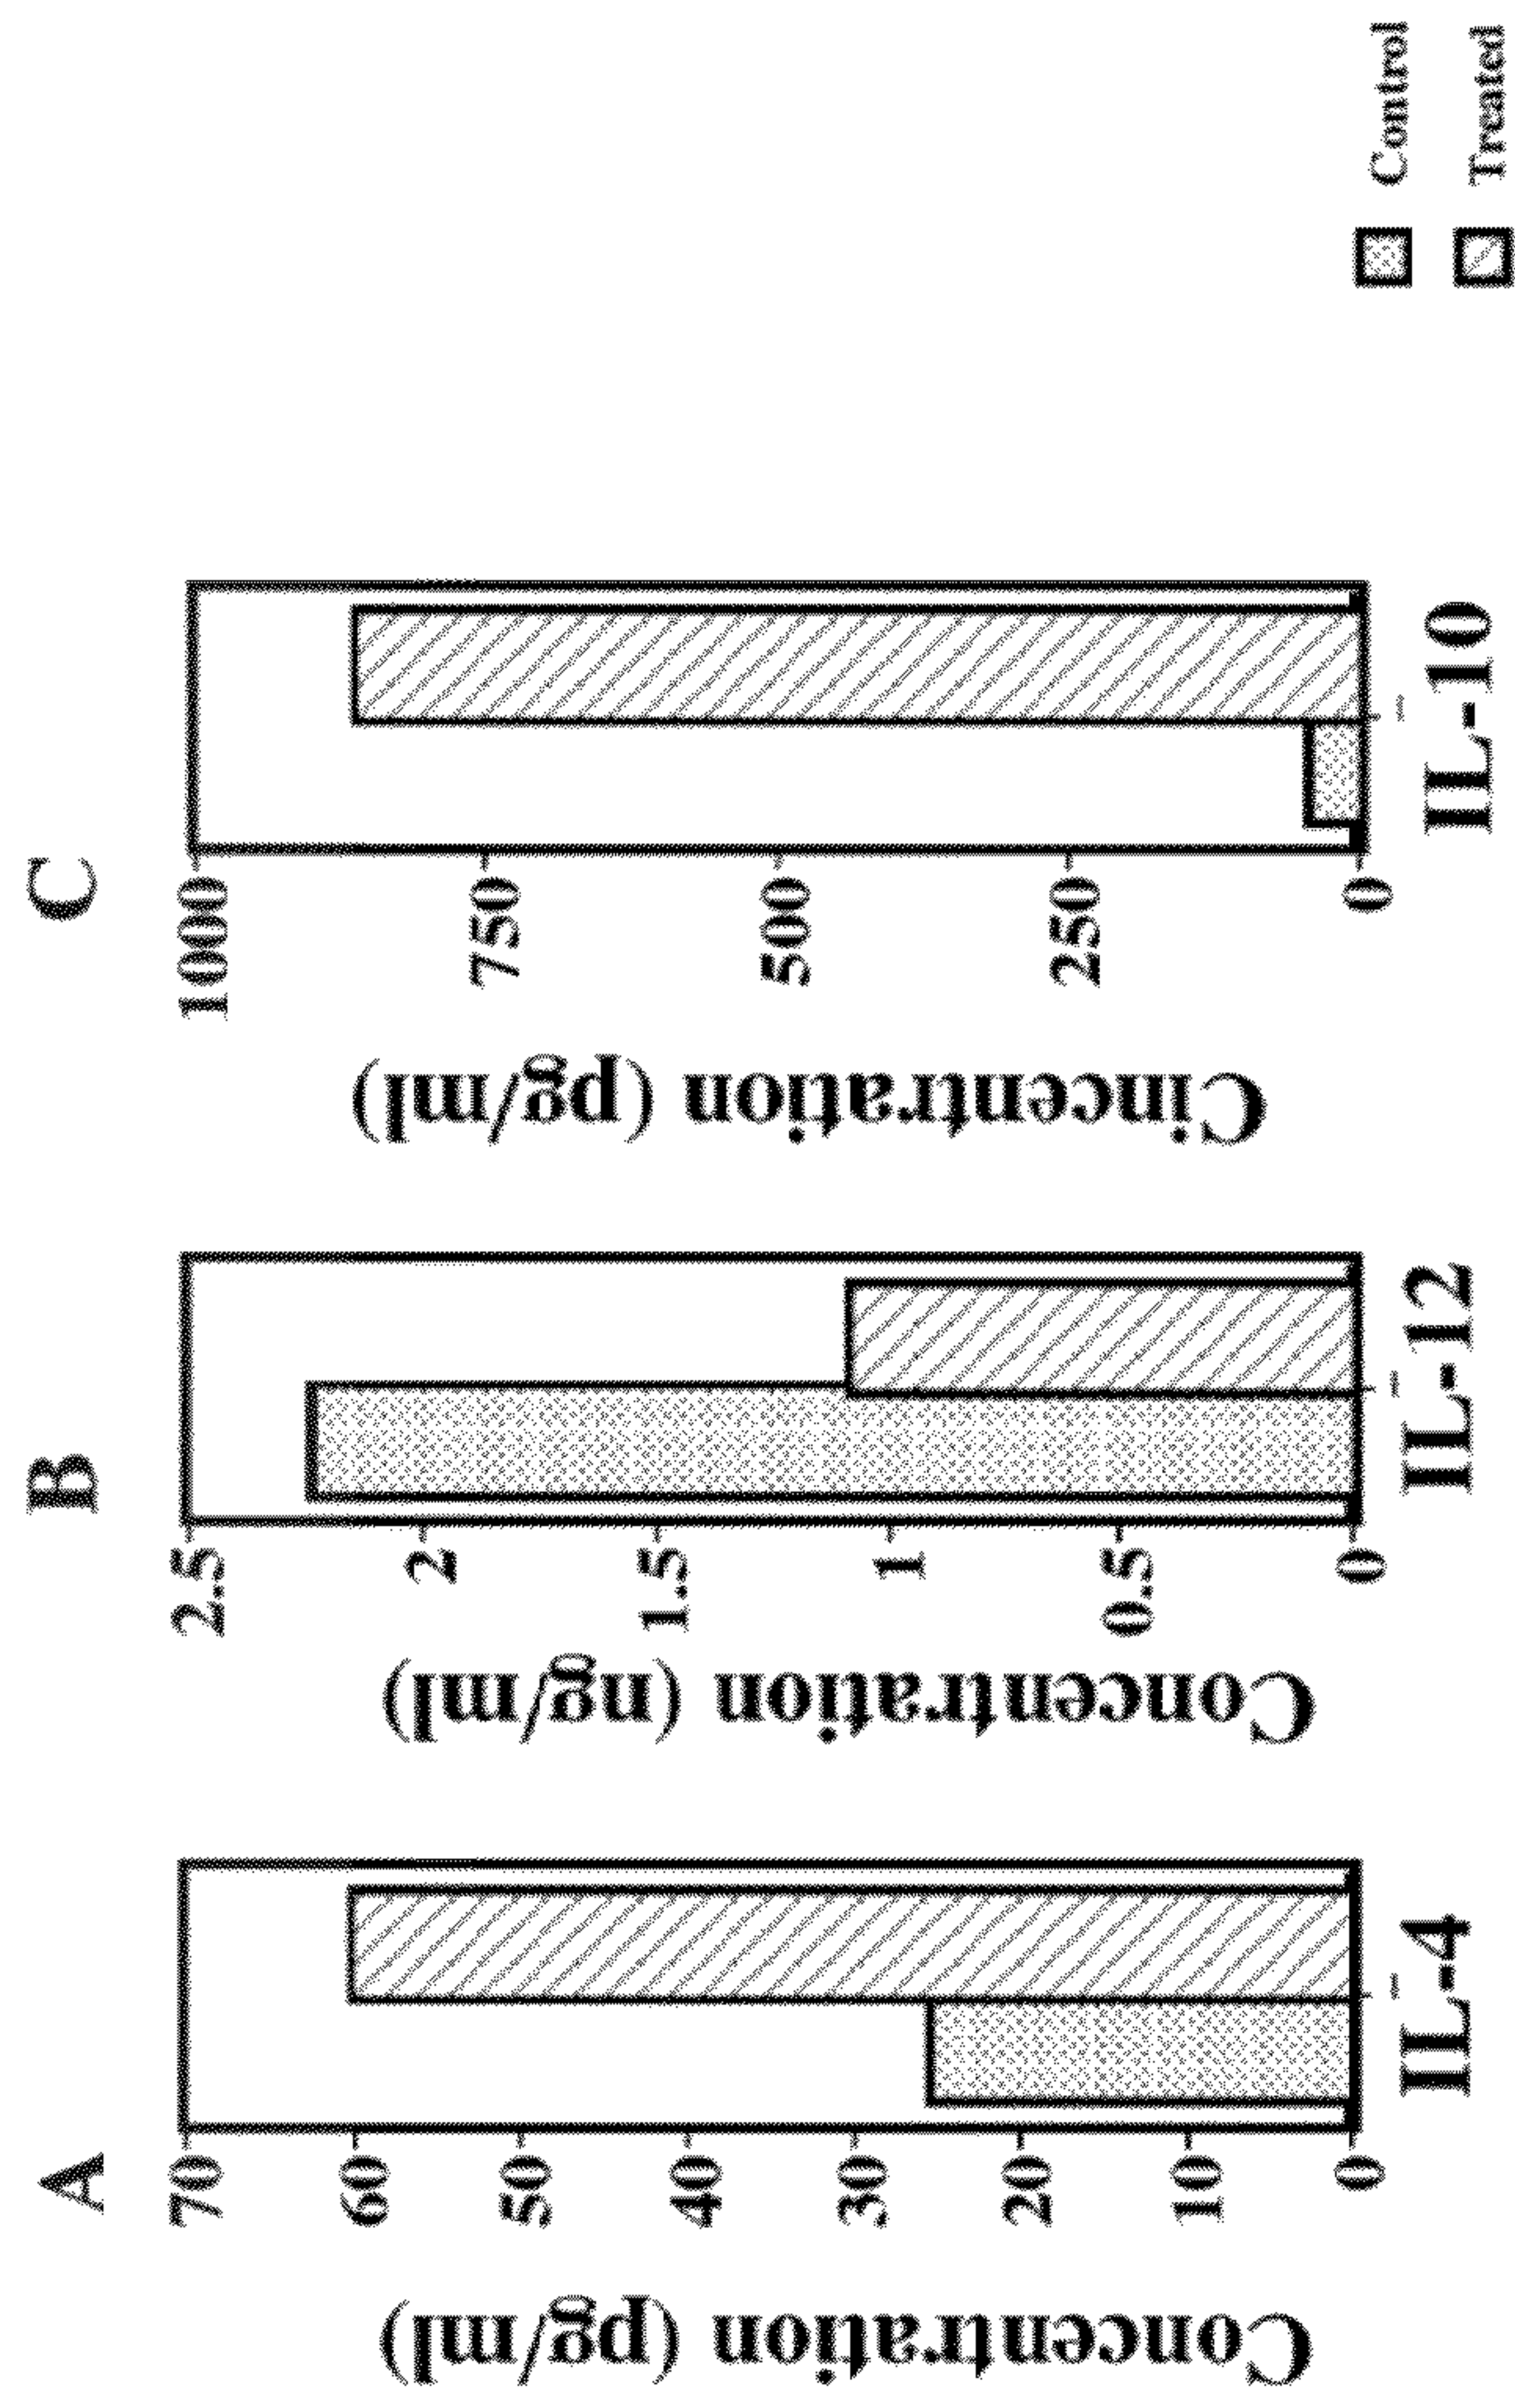 A
Concentration (pg/ml)
70
60
50
40
30
20
10
0
IL-4
B
Concentration (ng/ml)
2.5
2
1.5
1
0.5
0
IL-12
C
Cincentration (pg/ml)
1000
750
500
250
0
IL-10
Control
Treated